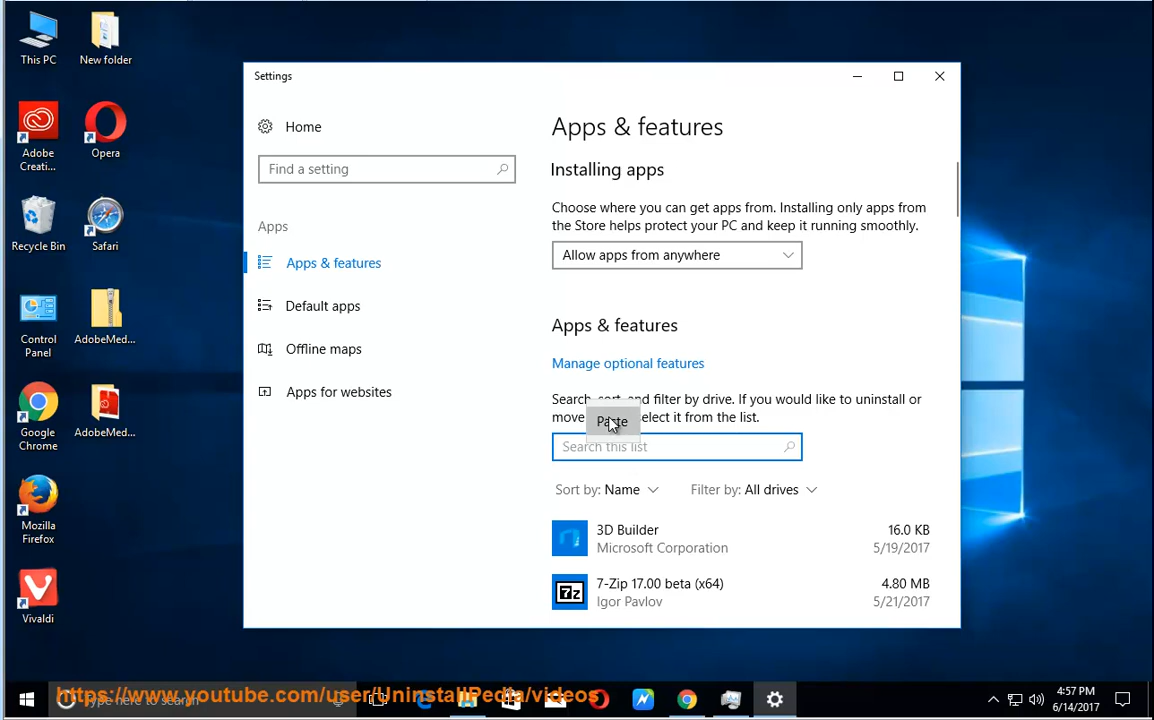 This PC
New folder
Adobe
Creati...
Opera
Recycle Bin
Safari
Control
Panel
AdobeMed...
Google
Chrome
AdobeMed...
Mozilla
Firefox
Vivaldi
Settings
Home
Find a setting
Apps
Apps & features
Default apps
Offline maps
Apps for websites
Apps & features
Installing apps
Choose where you can get apps from. Installing only apps from
the Store helps protect your PC and keep it running smoothly.
Allow apps from anywhere
Apps & features
Manage optional features
Search, sort, and filter by drive. If you would like to uninstall or
move select it from the list.
Paste
Search this list
Sort by: Name
Filter by: All drives
3D Builder
16.0 KB
Microsoft Corporation
5/19/2017
7-Zip 17.00 beta (x64)
4.80 MB
Igor Pavlov
5/21/2017
Type here to search
https://www.youtube.com/user/UninstallPedia/videos
4:57 PM
6/14/2017